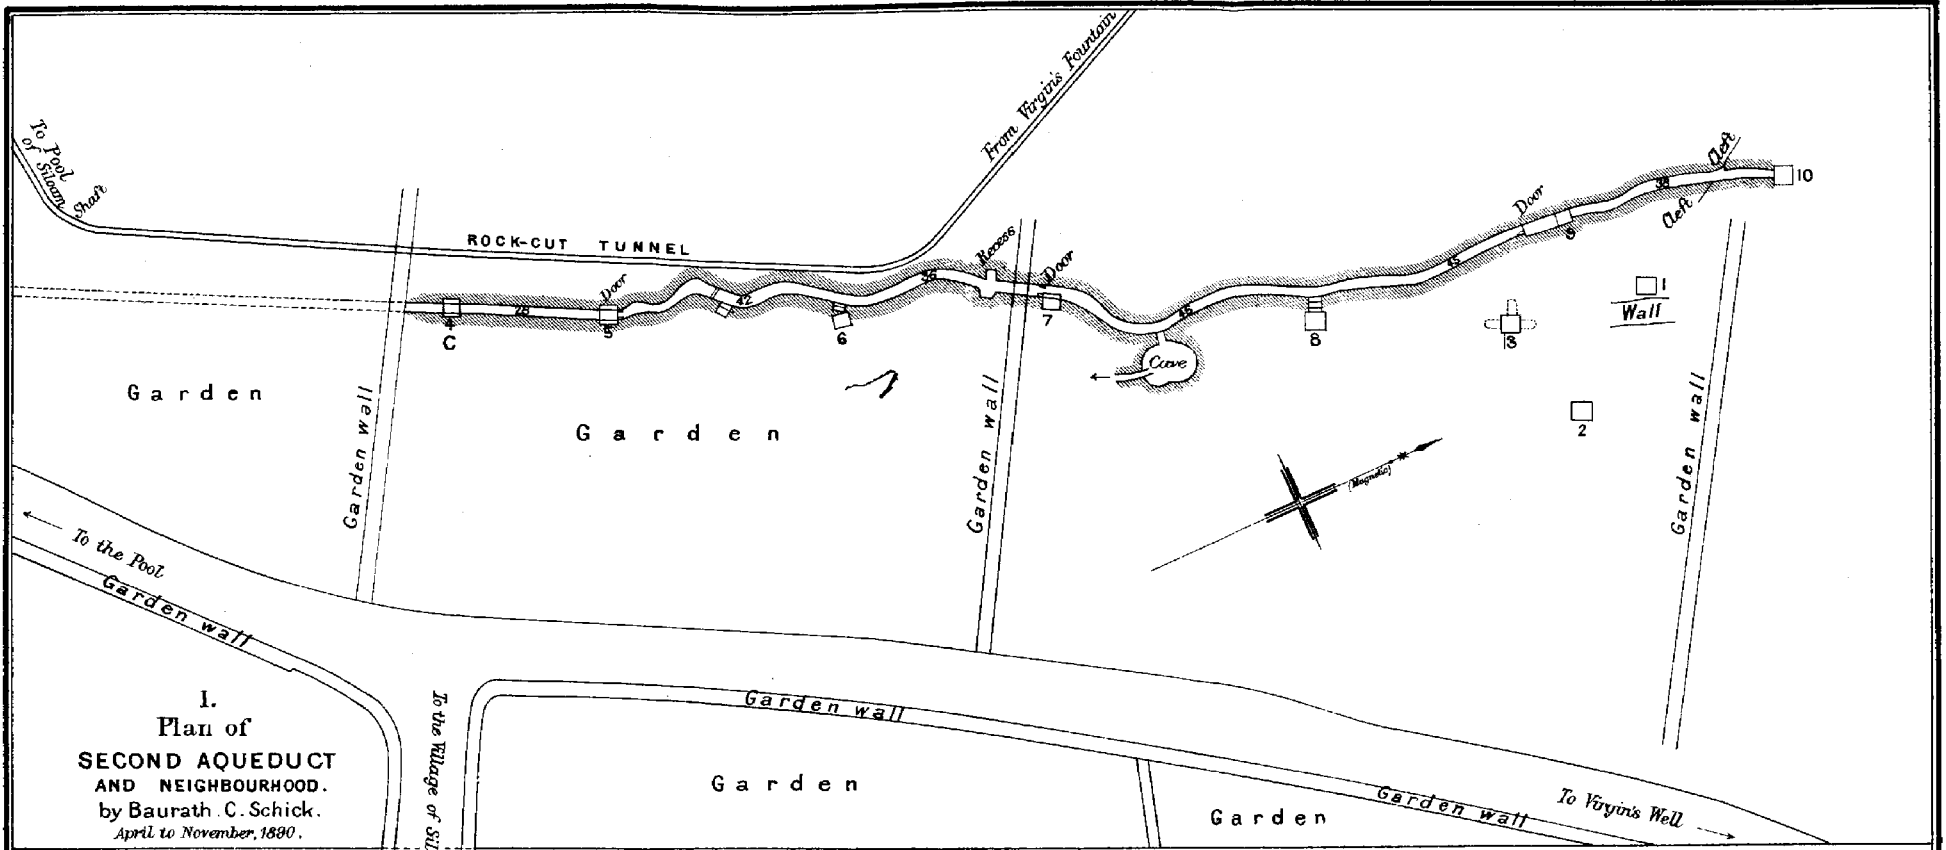 To Pool
of Siloam
Shaft
From Virgin's Fountain
ROCK-CUT TUNNEL
Cleft
Cleft
38
10
Door
9
45
Recess
Door
36
7
Door
42
28
4
C
5
6
45
Cave
8
3
1
Wall
2
Garden
Garden wall
Garden
Garden wall
(Magnetic)
Garden wall
To the Pool
Garden wall
Garden wall
To the Village of Sil
Garden
Garden
Garden wall
To Virgin's Well
1.
Plan of
SECOND AQUEDUCT
AND NEIGHBOURHOOD.
by Baurath. C. Schick.
April to November, 1890.